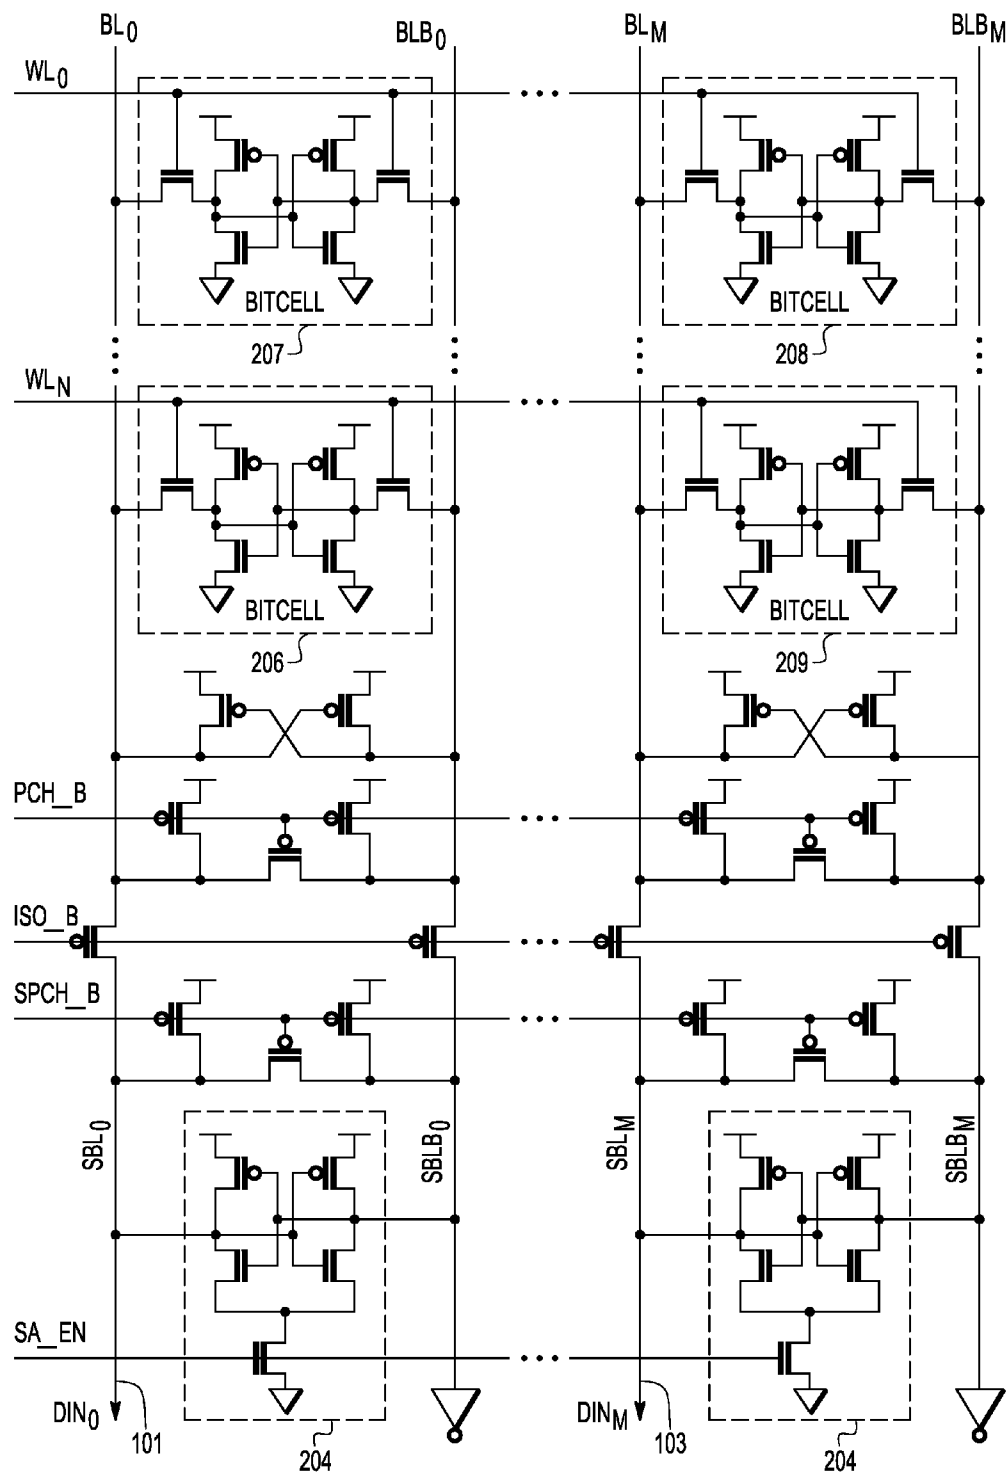 BL0 BLB0 BLM BLBM
WL0
BITCELL BITCELL
207 208
WLN
BITCELL BITCELL
206 209
PCH_B
ISO_B
SPCH_B
SBL0 SBLB0 SBLM SBLBM
SA_EN
DIN0 DINM
101 204 103 204